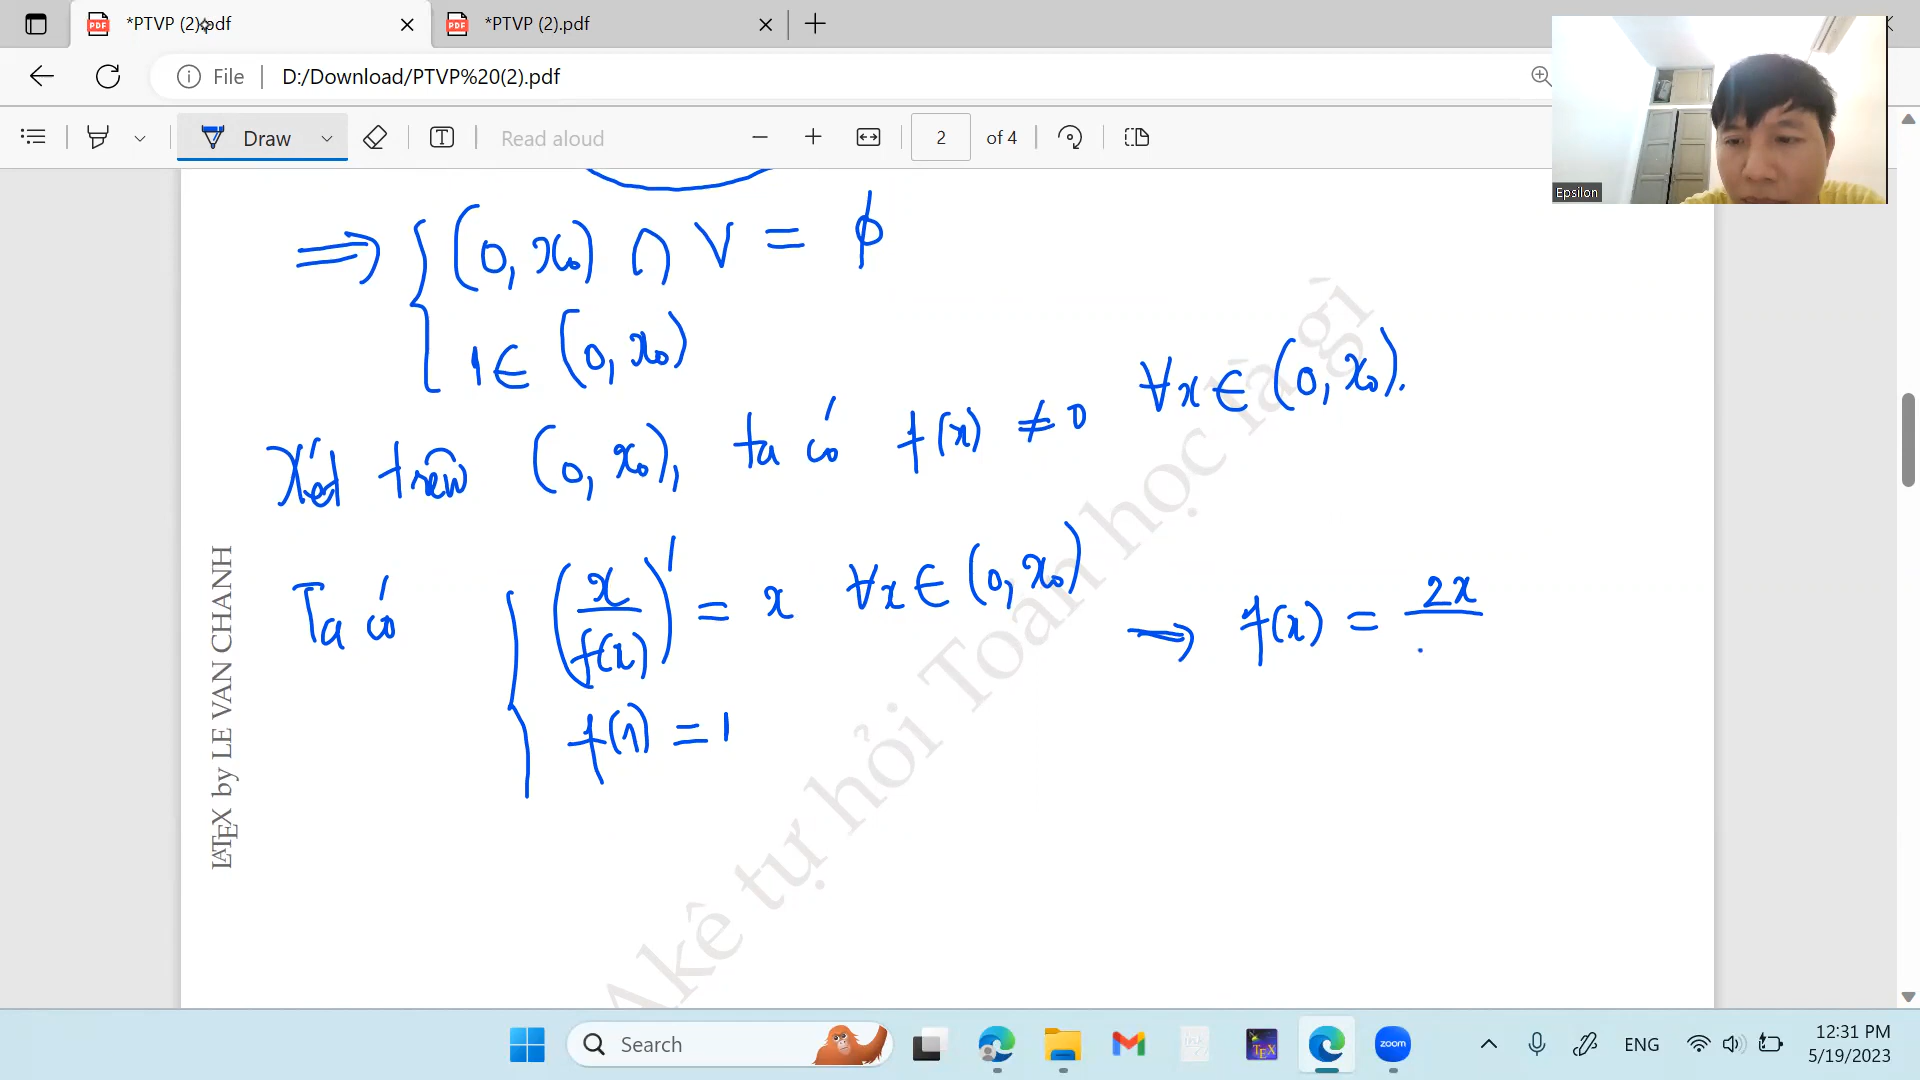 *PTVP (2).pdf
*PTVP (2).pdf
File
D:/Download/PTVP%20(2).pdf
Draw
Read aloud
2
of 4
Epsilon
⟹ { (0, x₀) ∩ V = ϕ
1 ∈ (0, x₀)
Xét trên (0, x₀), ta có f(x) ≠ 0 ∀x ∈ (0, x₀).
Ta có { (x/f(x))' = x ∀x ∈ (0, x₀) ⟹ f(x) = 2x/
f(1) = 1
LATEX by LE VAN CHANH
Akê tự hỏi Toán học là gì
Search
zoom
TEX
ENG
12:31 PM
5/19/2023